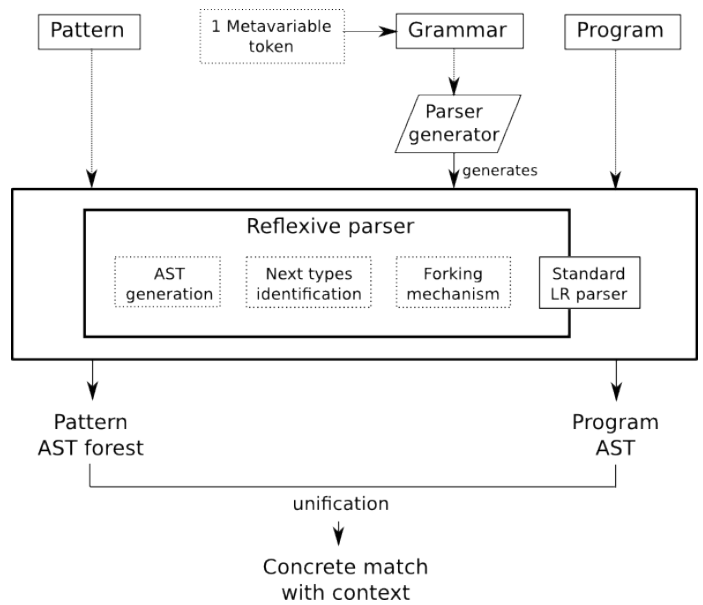 Pattern
1 Metavariable
token
Grammar
Program
Parser
generator
generates
Reflexive parser
AST
generation
Next types
identification
Forking
mechanism
Standard
LR parser
Pattern
AST forest
Program
AST
unification
Concrete match
with context